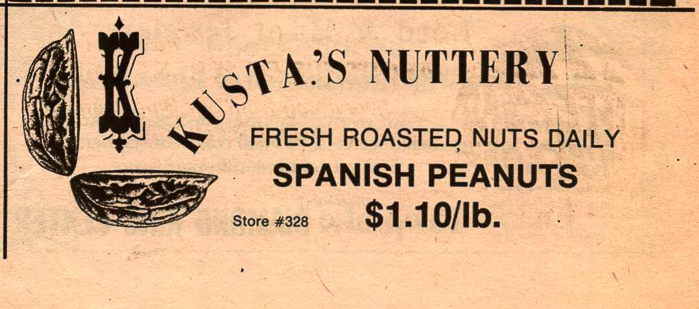 K
KUSTA.'S NUTTERY
FRESH ROASTED NUTS DAILY
SPANISH PEANUTS
Store #328 $1.10/lb.